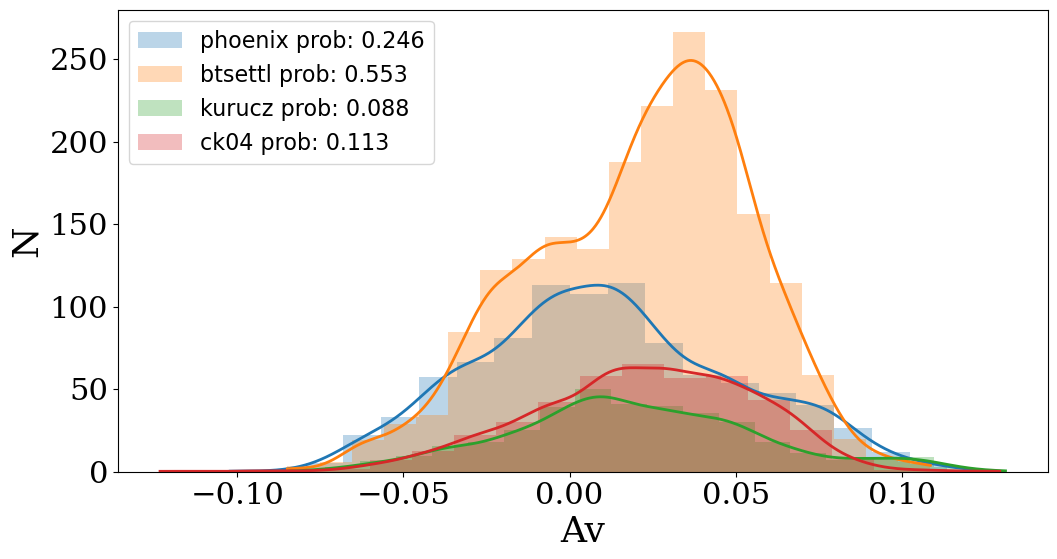 phoenix prob: 0.246
btsettl prob: 0.553
kurucz prob: 0.088
ck04 prob: 0.113
N
250
200
150
100
50
0
−0.10 −0.05 0.00 0.05 0.10
Av